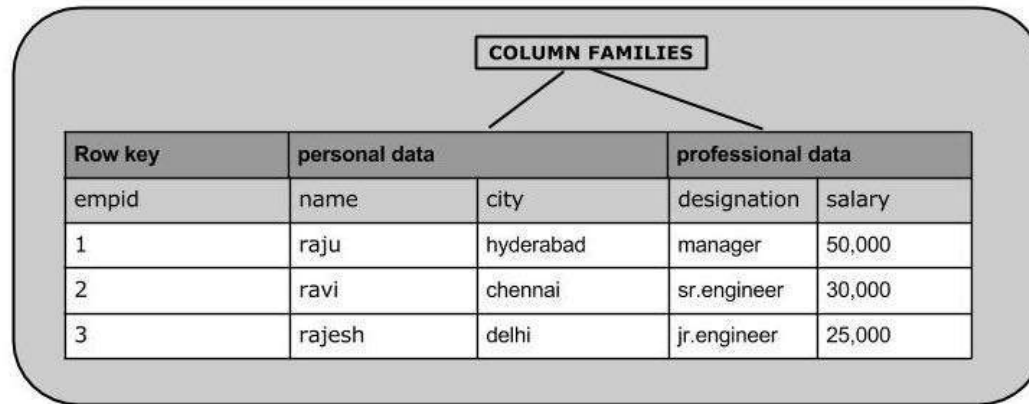 COLUMN FAMILIES
Row key personal data professional data
empid name city designation salary
1 raju hyderabad manager 50,000
2 ravi chennai sr.engineer 30,000
3 rajesh delhi jr.engineer 25,000